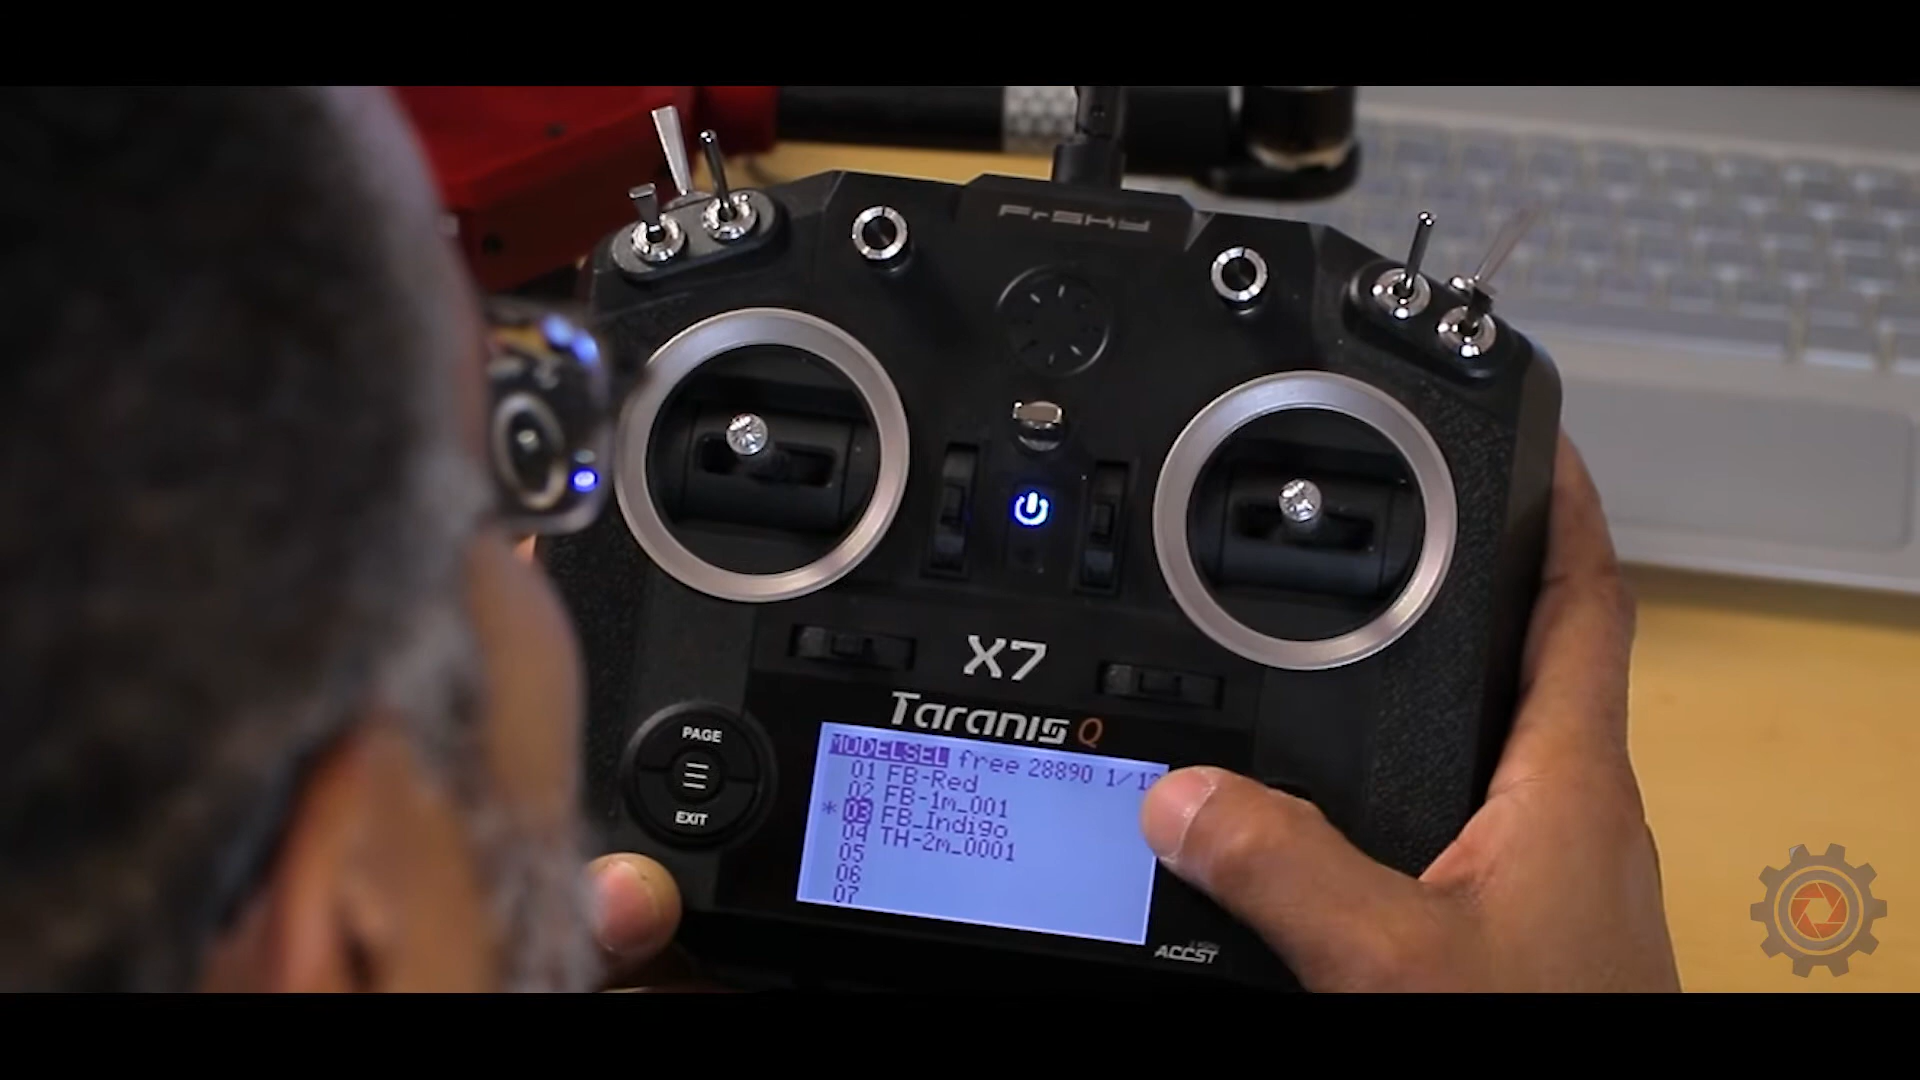 FrSKY
X7
Taranis Q
PAGE
EXIT
MODELSEL free 28890 1/1
01 FB-Red
02 FB-1m_001
* 03 FB_Indigo
04 TH-2m_0001
05
06
07
ACCST